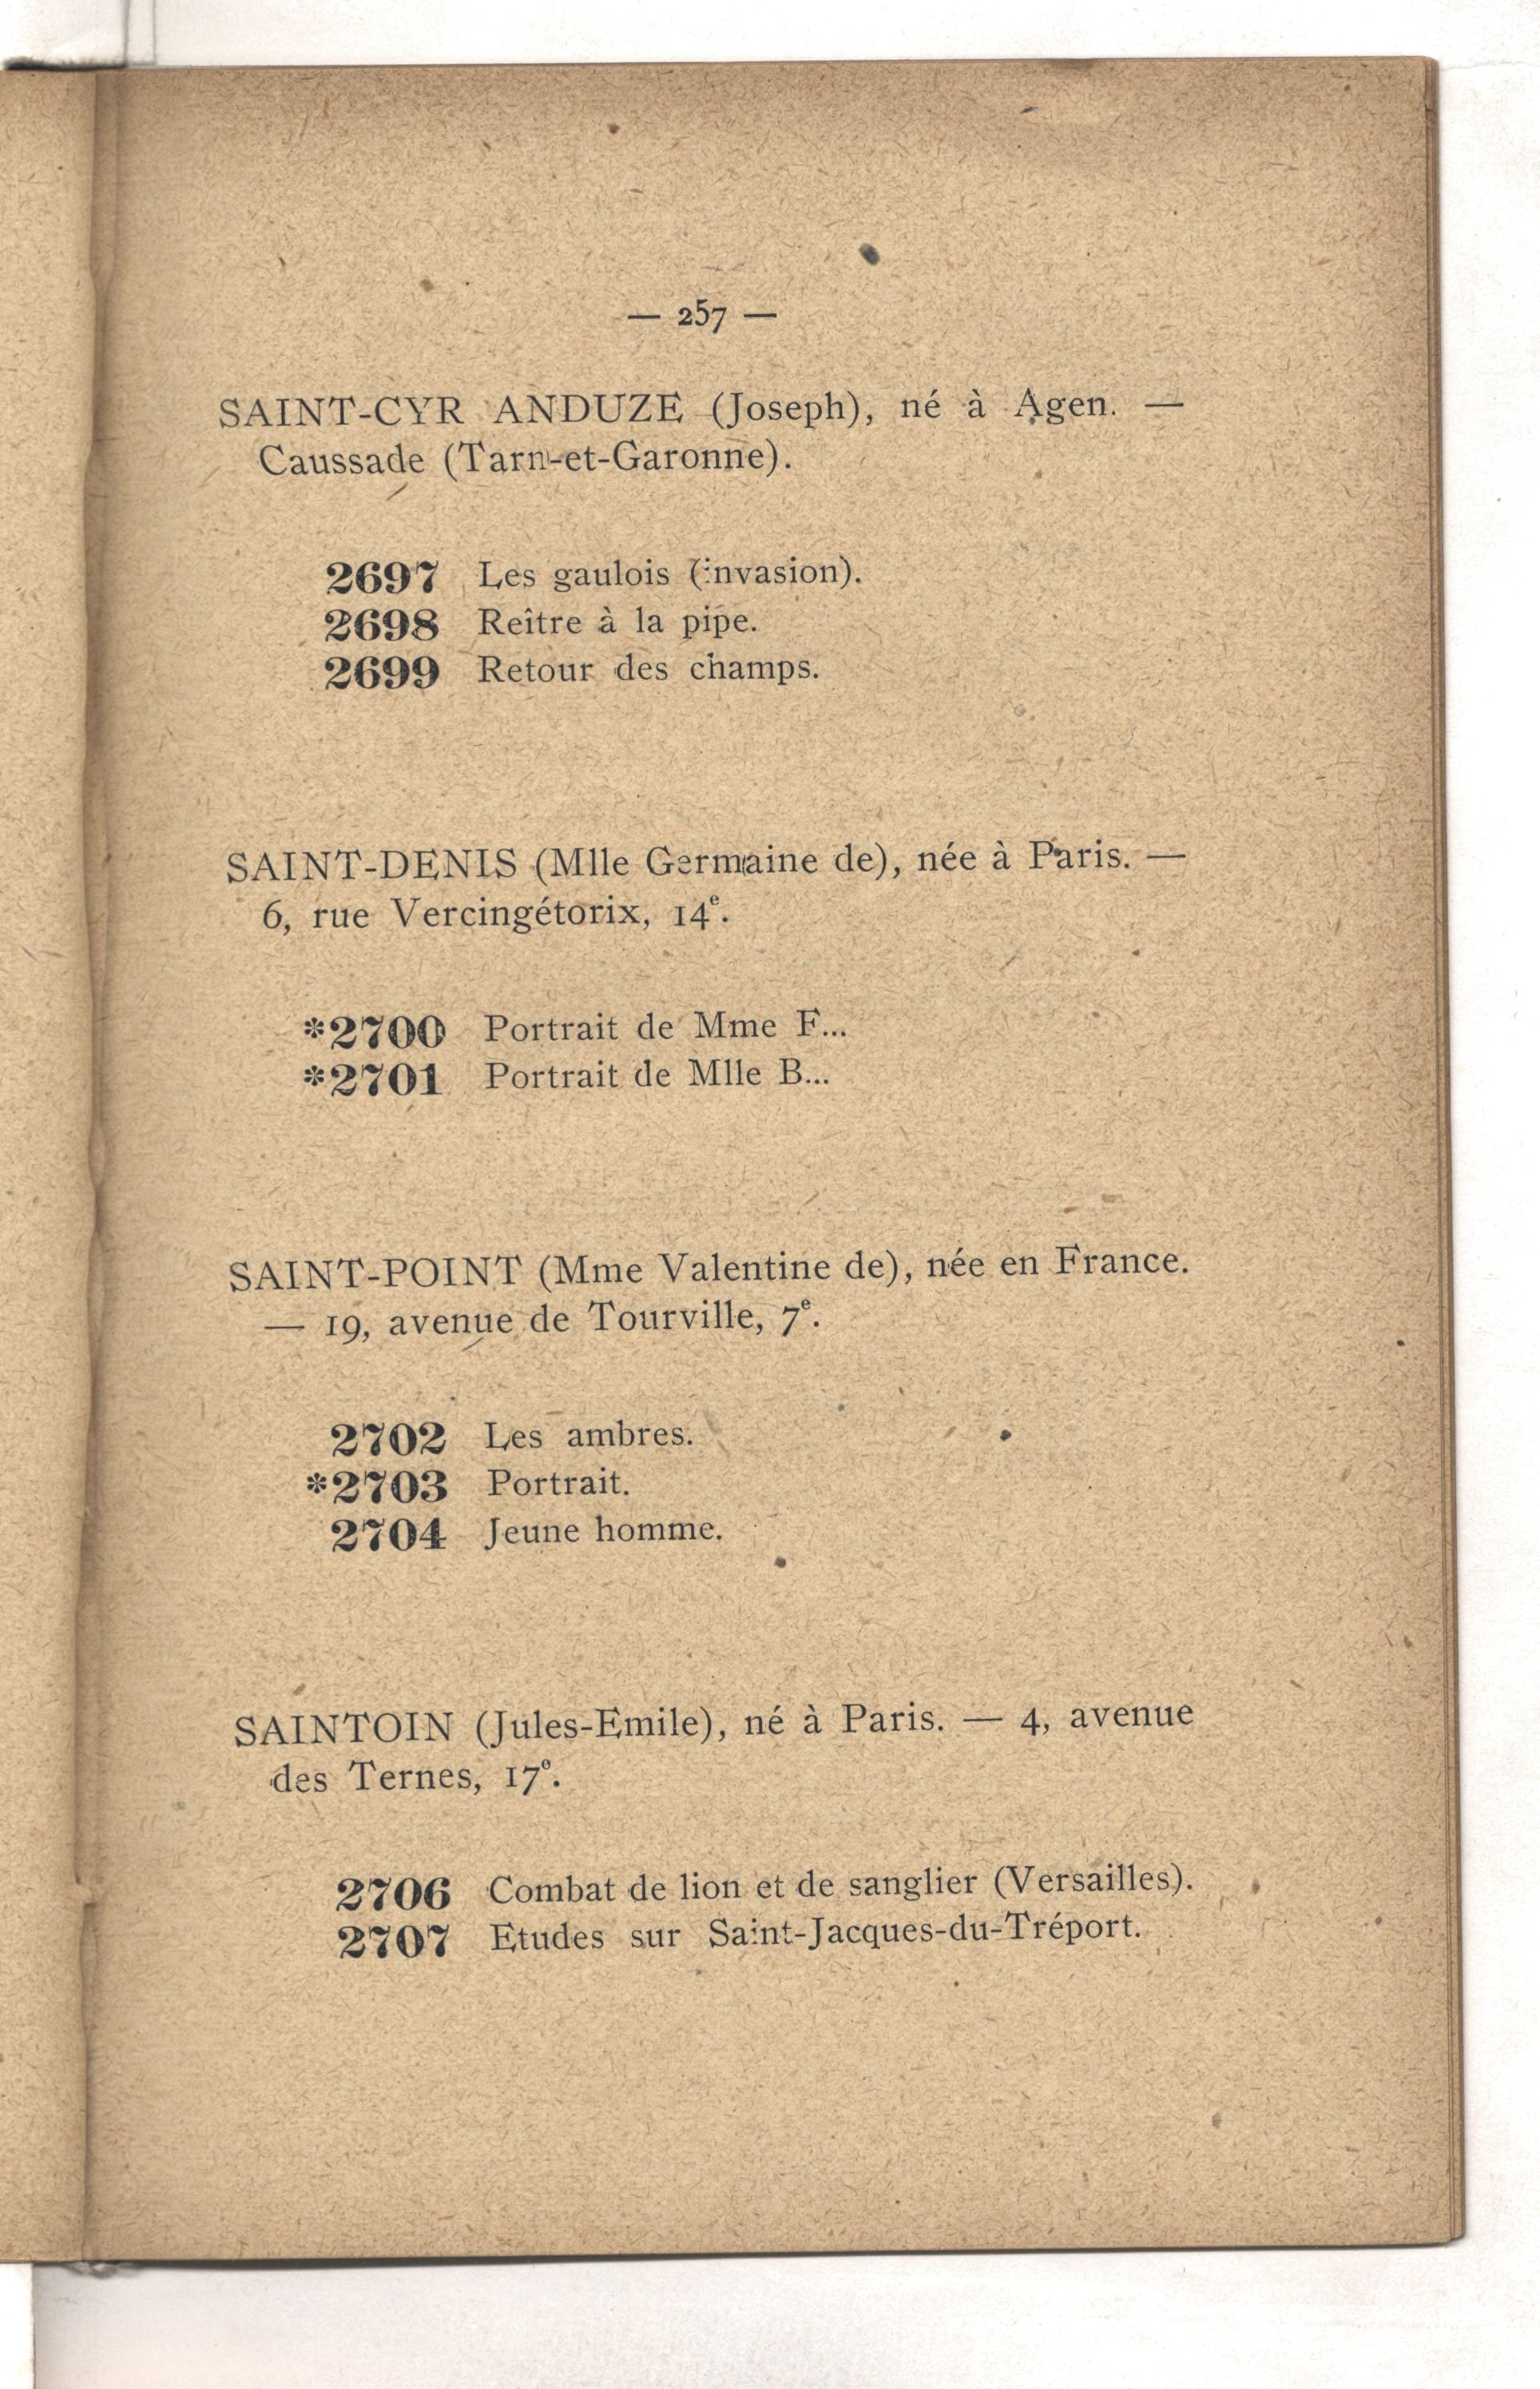 — 257 —
SAINT-CYR ANDUZE (Joseph), né à Agen. —
Caussade (Tarn-et-Garonne).
2697 Les gaulois (invasion).
2698 Reître à la pipe.
2699 Retour des champs.
SAINT-DENIS (Mlle Germaine de), née à Paris. —
6, rue Vercingétorix, 14e.
*2700 Portrait de Mme F...
*2701 Portrait de Mlle B...
SAINT-POINT (Mme Valentine de), née en France.
— 19, avenue de Tourville, 7e.
2702 Les ambres.
*2703 Portrait.
2704 Jeune homme.
SAINTOIN (Jules-Emile), né à Paris. — 4, avenue
des Ternes, 17e.
2706 Combat de lion et de sanglier (Versailles).
2707 Etudes sur Saint-Jacques-du-Tréport.